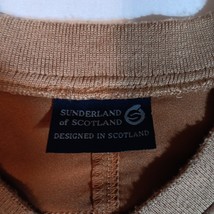 SUNDERLAND
of SCOTLAND
DESIGNED IN SCOTLAND